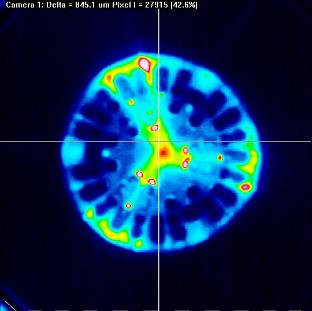 Camera 1: Delta = 845.1 um Pixel I = 27915 (42.6%)